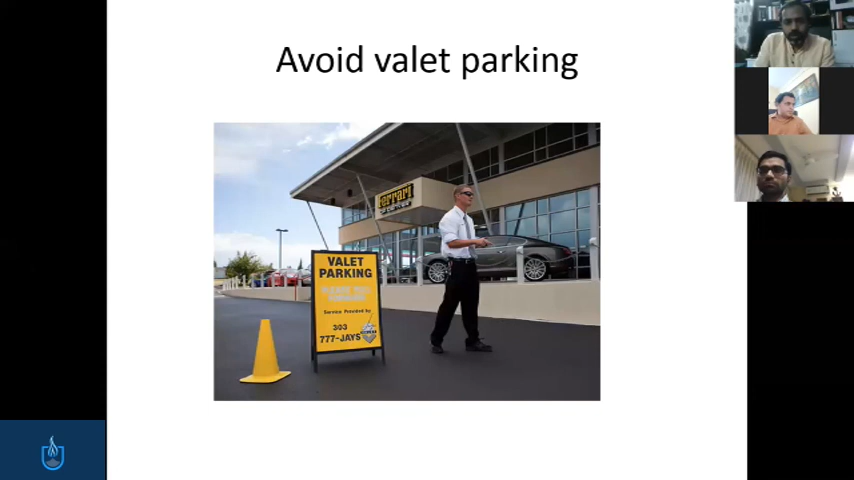 Avoid valet parking
Ferrari
VALET
PARKING
Service Provided by
303
777-JAYS